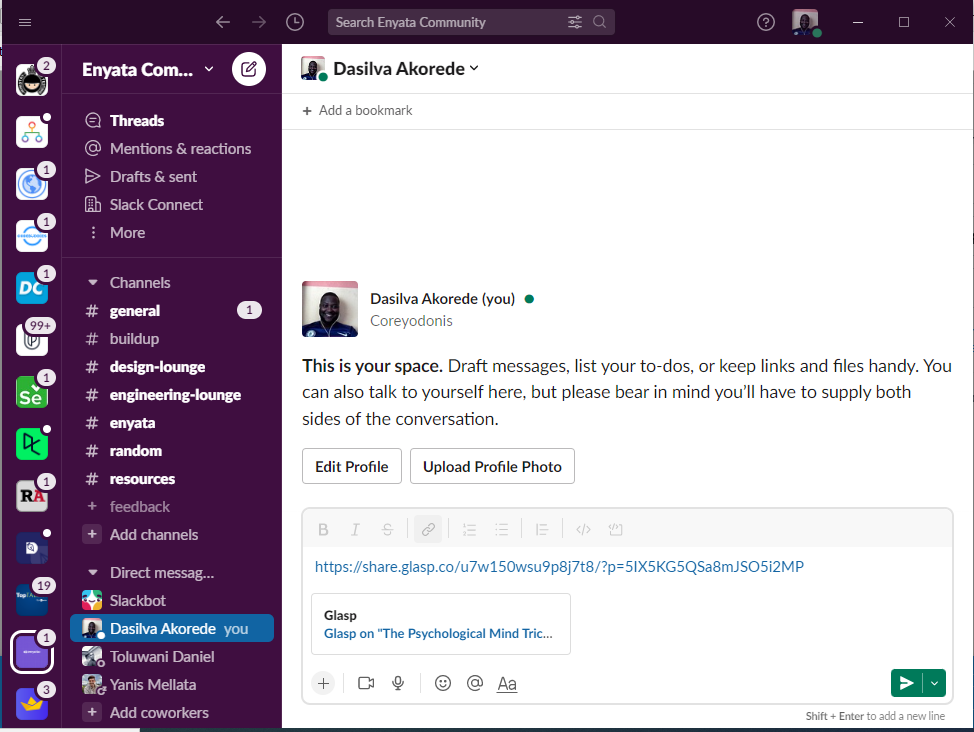 Search Enyata Community
2
1
1
1
99+
1
1
19
1
3
DC
Se
RA
Enyata Com...
Threads
Mentions & reactions
Drafts & sent
Slack Connect
More
Channels
# general 1
# buildup
# design-lounge
# engineering-lounge
# enyata
# random
# resources
+ feedback
+ Add channels
Direct messag...
Slackbot
Dasilva Akorede you
Toluwani Daniel
Yanis Mellata
+ Add coworkers
Dasilva Akorede
+ Add a bookmark
Dasilva Akorede (you)
Coreyodonis
This is your space. Draft messages, list your to-dos, or keep links and files handy. You
can also talk to yourself here, but please bear in mind you’ll have to supply both
sides of the conversation.
Edit Profile
Upload Profile Photo
B I S
https://share.glasp.co/u7w150wsu9p8j7t8/?p=5IX5KG5QSa8mJSO5i2MP
Glasp
Glasp on "The Psychological Mind Tric...
Aa
Shift + Enter to add a new line